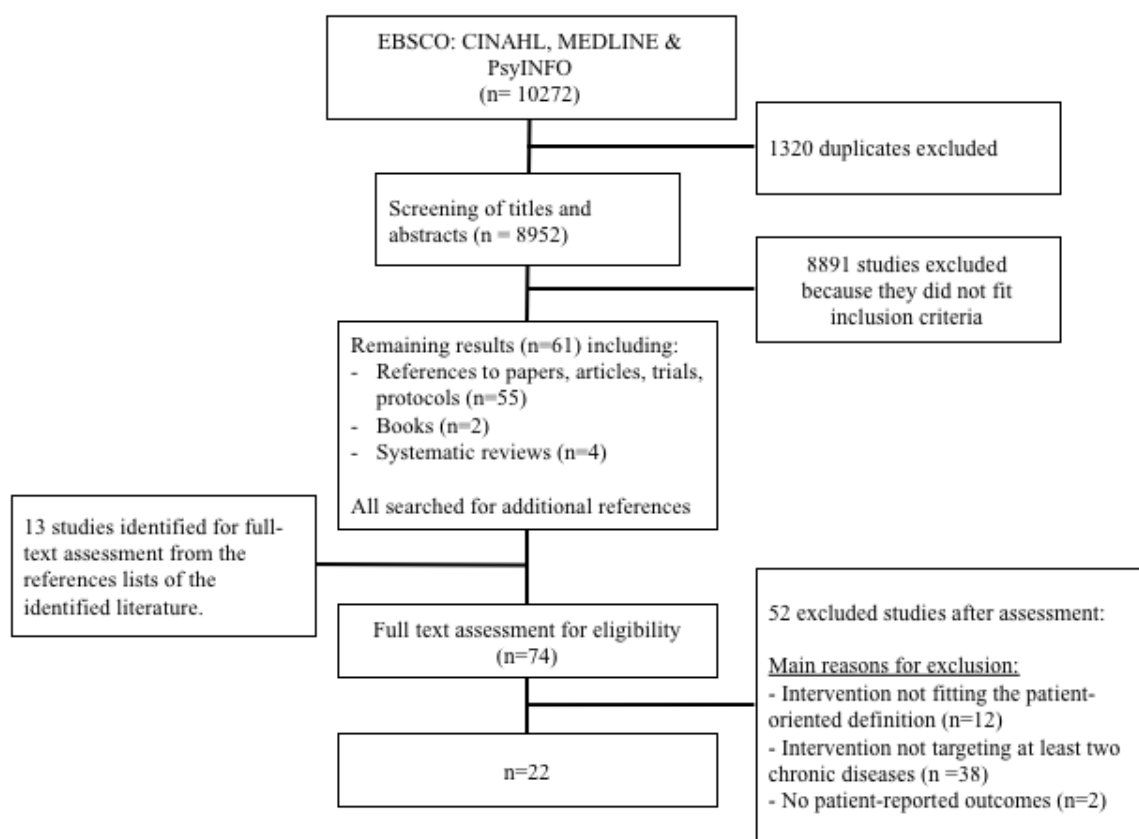 EBSCO: CINAHL, MEDLINE &
PsyINFO
(n= 10272)
1320 duplicates excluded
Screening of titles and
abstracts (n = 8952)
8891 studies excluded
because they did not fit
inclusion criteria
Remaining results (n=61) including:
- References to papers, articles, trials,
protocols (n=55)
- Books (n=2)
- Systematic reviews (n=4)
All searched for additional references
13 studies identified for full-
text assessment from the
references lists of the
identified literature.
Full text assessment for eligibility
(n=74)
52 excluded studies after assessment:
Main reasons for exclusion:
- Intervention not fitting the patient-
oriented definition (n=12)
- Intervention not targeting at least two
chronic diseases (n =38)
- No patient-reported outcomes (n=2)
n=22